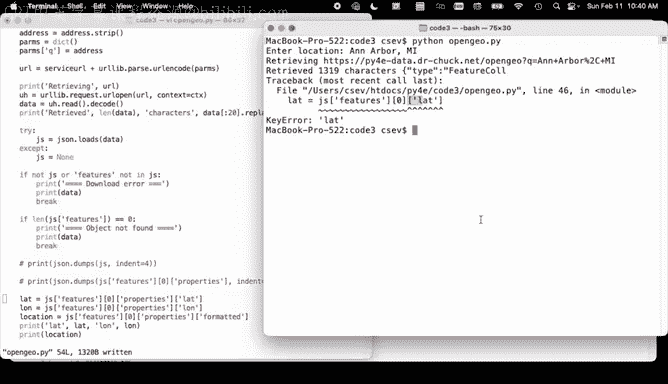 Shell Edit View Window Help
Sun Feb 11 10:40 AM
bilibili.com
code3 — vi opengeo.py — 86×27
address = address.strip()
parms = dict()
parms['q'] = address
url = serviceurl + urllib.parse.urlencode(parms)
print('Retrieving', url)
uh = urllib.request.urlopen(url, context=ctx)
data = uh.read().decode()
print('Retrieved', len(data), 'characters', data[:20].replac
try:
js = json.loads(data)
except:
js = None
if not js or 'features' not in js:
print('==== Download error ===')
print(data)
break
if len(js['features']) == 0:
print('==== Object not found ====')
print(data)
break
# print(json.dumps(js, indent=4))
# print(json.dumps(js['features'][0]['properties'], indent=
lat = js['features'][0]['properties']['lat']
lon = js['features'][0]['properties']['lon']
location = js['features'][0]['properties']['formatted']
print('lat', lat, 'lon', lon)
print(location)
"opengeo.py" 54L, 1320B written
code3 — -bash — 75×30
MacBook-Pro-522:code3 csev$ python opengeo.py
Enter location: Ann Arbor, MI
Retrieving https://py4e-data.dr-chuck.net/opengeo?q=Ann+Arbor%2C+MI
Retrieved 1319 characters {"type":"FeatureColl
Traceback (most recent call last):
File "/Users/csev/htdocs/py4e/code3/opengeo.py", line 46, in <module>
lat = js['features'][0]['lat']
~~~~~~~~~~~~~~~~~^^^^^^^
KeyError: 'lat'
MacBook-Pro-522:code3 csev$